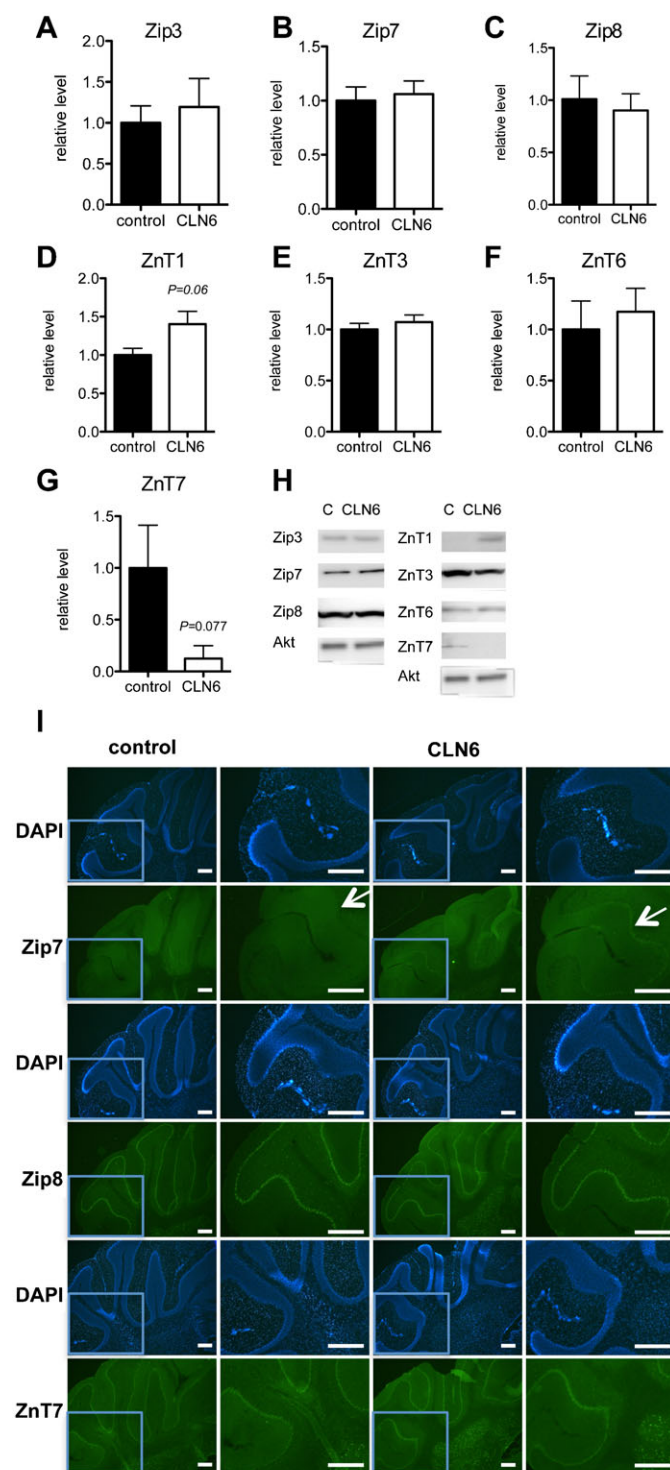 A Zip3
relative level
2.0
1.5
1.0
0.5
0.0
control CLN6
B Zip7
relative level
1.5
1.0
0.5
0.0
control CLN6
C Zip8
relative level
1.5
1.0
0.5
0.0
control CLN6
D ZnT1
relative level
2.0
1.5
1.0
0.5
0.0
P=0.06
control CLN6
E ZnT3
relative level
1.5
1.0
0.5
0.0
control CLN6
F ZnT6
relative level
1.5
1.0
0.5
0.0
control CLN6
G ZnT7
relative level
1.5
1.0
0.5
0.0
P=0.077
control CLN6
H
C CLN6
Zip3
Zip7
Zip8
Akt
C CLN6
ZnT1
ZnT3
ZnT6
ZnT7
Akt
I
control CLN6
DAPI
Zip7
DAPI
Zip8
DAPI
ZnT7